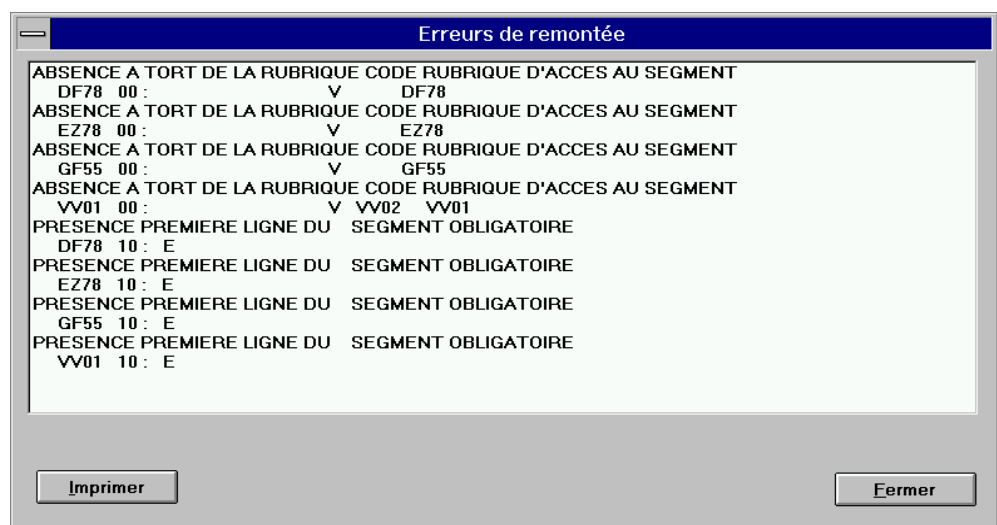 Erreurs de remontée
ABSENCE A TORT DE LA RUBRIQUE CODE RUBRIQUE D'ACCES AU SEGMENT
DF78 00 : V DF78
ABSENCE A TORT DE LA RUBRIQUE CODE RUBRIQUE D'ACCES AU SEGMENT
EZ78 00 : V EZ78
ABSENCE A TORT DE LA RUBRIQUE CODE RUBRIQUE D'ACCES AU SEGMENT
GF55 00 : V GF55
ABSENCE A TORT DE LA RUBRIQUE CODE RUBRIQUE D'ACCES AU SEGMENT
VV01 00 : V VV02 VV01
PRESENCE PREMIERE LIGNE DU SEGMENT OBLIGATOIRE
DF78 10 : E
PRESENCE PREMIERE LIGNE DU SEGMENT OBLIGATOIRE
EZ78 10 : E
PRESENCE PREMIERE LIGNE DU SEGMENT OBLIGATOIRE
GF55 10 : E
PRESENCE PREMIERE LIGNE DU SEGMENT OBLIGATOIRE
VV01 10 : E
Imprimer
Fermer